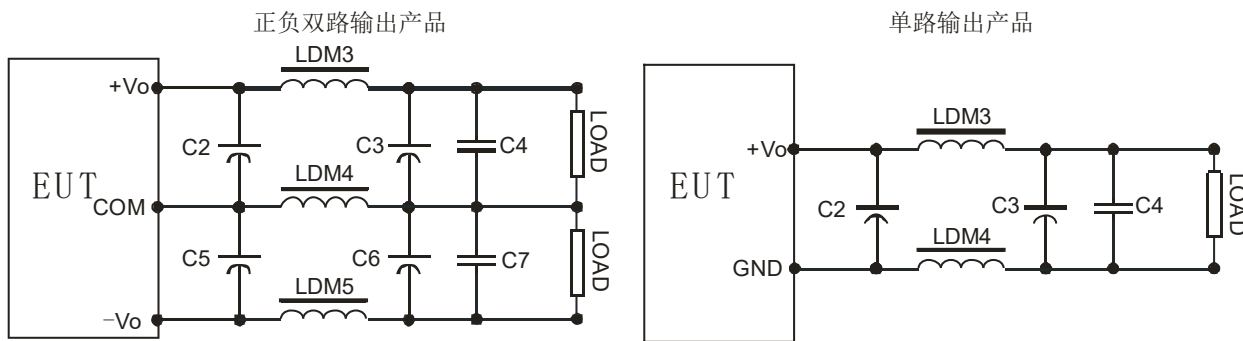 正负双路输出产品
LDM3
+Vo
C2
C3
C4
LOAD
EUT
LDM4
COM
C5
C6
C7
LOAD
LDM5
−Vo
单路输出产品
LDM3
+Vo
EUT
C2
C3
C4
LOAD
LDM4
GND